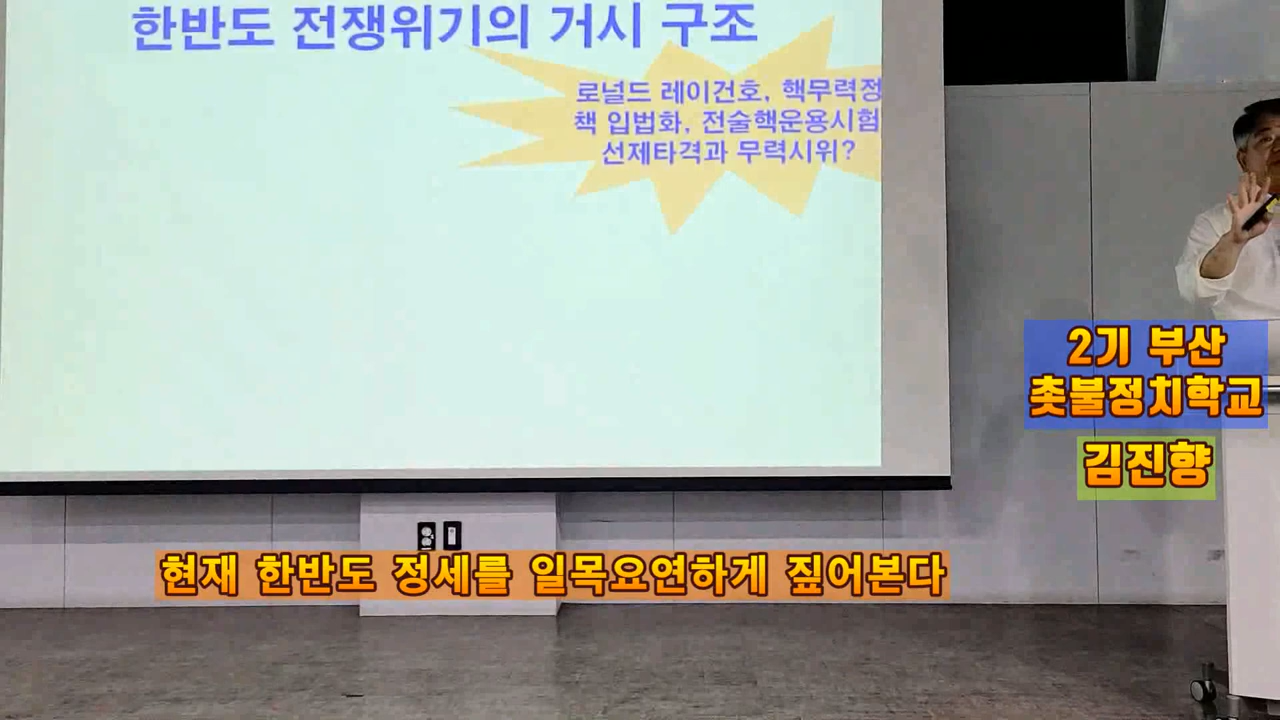 한반도 전쟁위기의 거시 구조
로널드 레이건호, 핵무력정
책 입법화, 전술핵운용시험
선제타격과 무력시위?
2기 부산
촛불정치학교
김진향
현재 한반도 정세를 일목요연하게 짚어본다